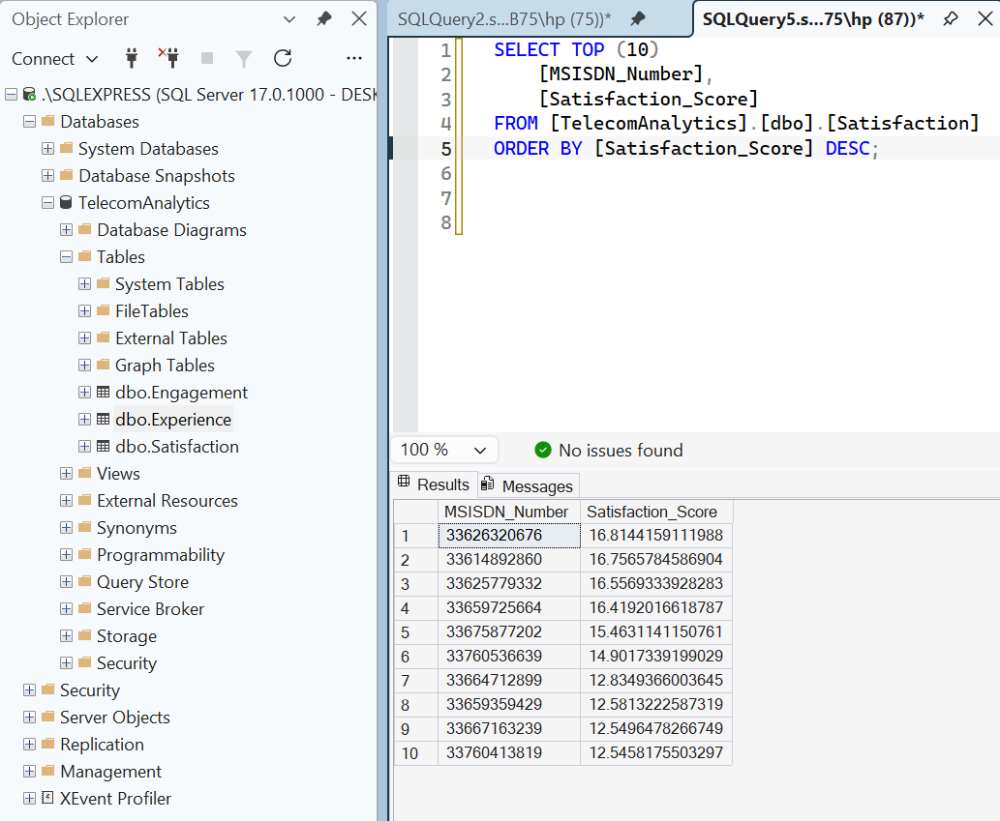 Object Explorer
Connect
.\SQLEXPRESS (SQL Server 17.0.1000 - DESK
Databases
System Databases
Database Snapshots
TelecomAnalytics
Database Diagrams
Tables
System Tables
FileTables
External Tables
Graph Tables
dbo.Engagement
dbo.Experience
dbo.Satisfaction
Views
External Resources
Synonyms
Programmability
Query Store
Service Broker
Storage
Security
Security
Server Objects
Replication
Management
XEvent Profiler
SQLQuery2.s...B75\hp (75))* SQLQuery5.s...75\hp (87))*
1 SELECT TOP (10)
2 [MSISDN_Number],
3 [Satisfaction_Score]
4 FROM [TelecomAnalytics].[dbo].[Satisfaction]
5 ORDER BY [Satisfaction_Score] DESC;
6
7
8
100 % No issues found
Results Messages
MSISDN_Number Satisfaction_Score
1 33626320676 16.8144159111988
2 33614892860 16.7565784586904
3 33625779332 16.5569333928283
4 33659725664 16.4192016618787
5 33675877202 15.4631141150761
6 33760536639 14.9017339199029
7 33664712899 12.8349366003645
8 33659359429 12.5813222587319
9 33667163239 12.5496478266749
10 33760413819 12.5458175503297